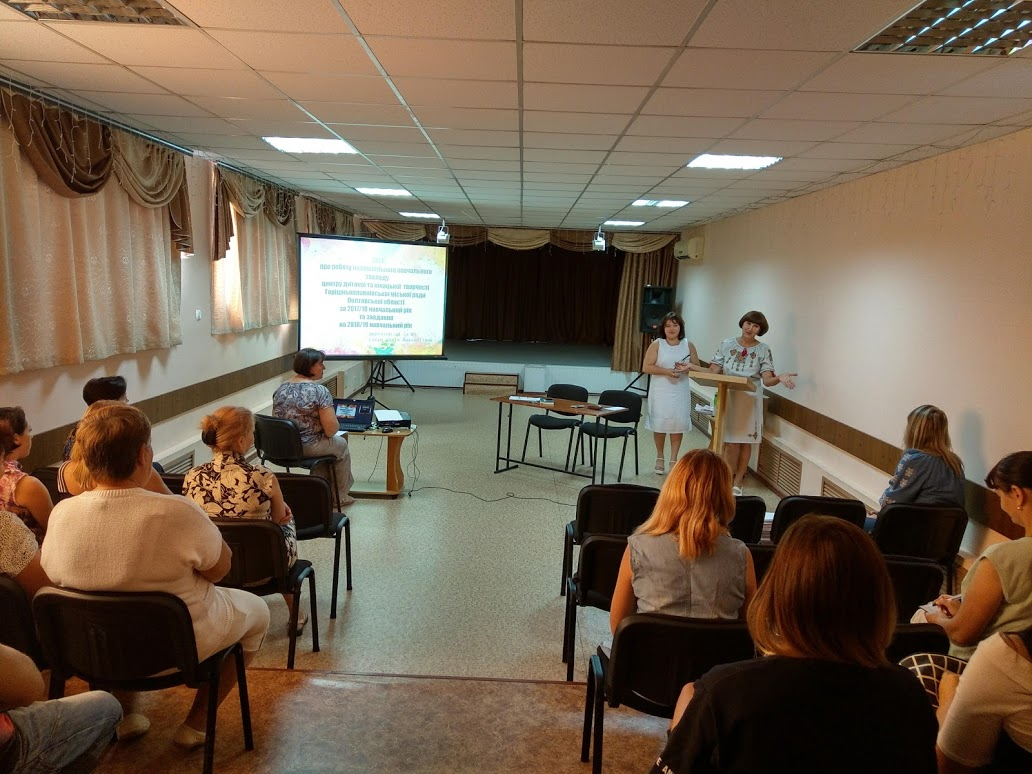 про роботу позашкільного навчального
закладу
центру дитячої та юнацької творчості
Горішньоплавнівської міської ради
Полтавської області
за 2017/18 навчальний рік
та завдання
на 2018/19 навчальний рік